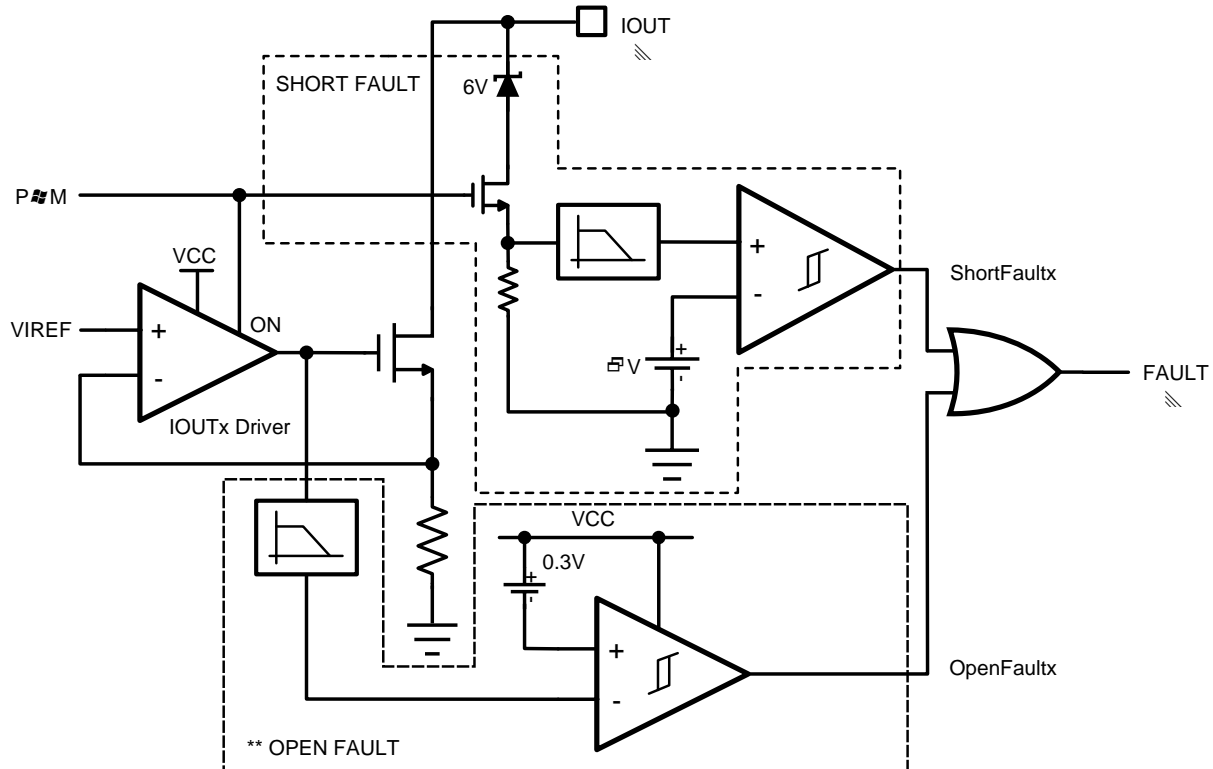 IOUT
SHORT FAULT
6V
VCC
+
-
ShortFaultx
VIREF
+
ON
-
+
V
-
FAULT
IOUTx Driver
VCC
0.3V
+
-
+
-
OpenFaultx
** OPEN FAULT